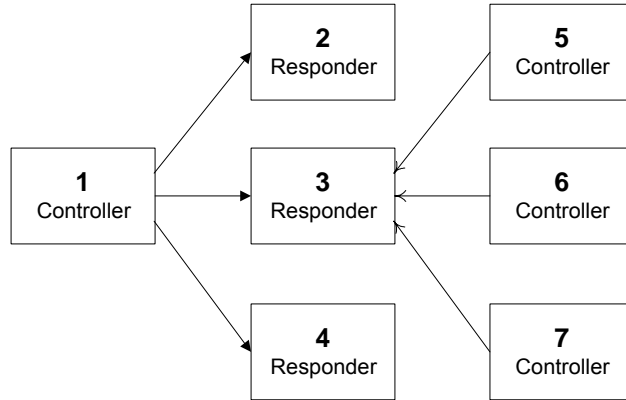 2
Responder
5
Controller
1
Controller
3
Responder
6
Controller
4
Responder
7
Controller